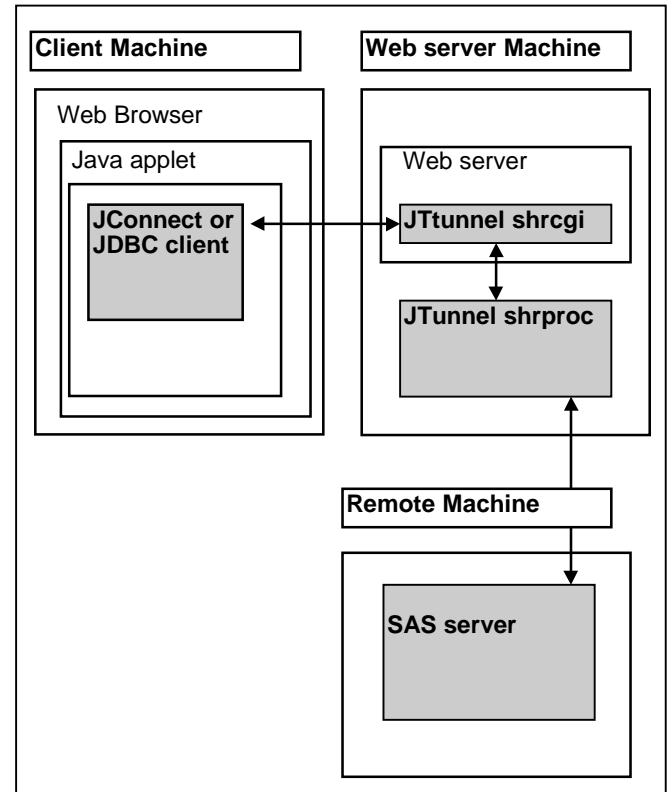 Client Machine
Web server Machine
Web Browser
Java applet
JConnect or
JDBC client
Web server
JTtunnel shrcgi
JTunnel shrproc
Remote Machine
SAS server